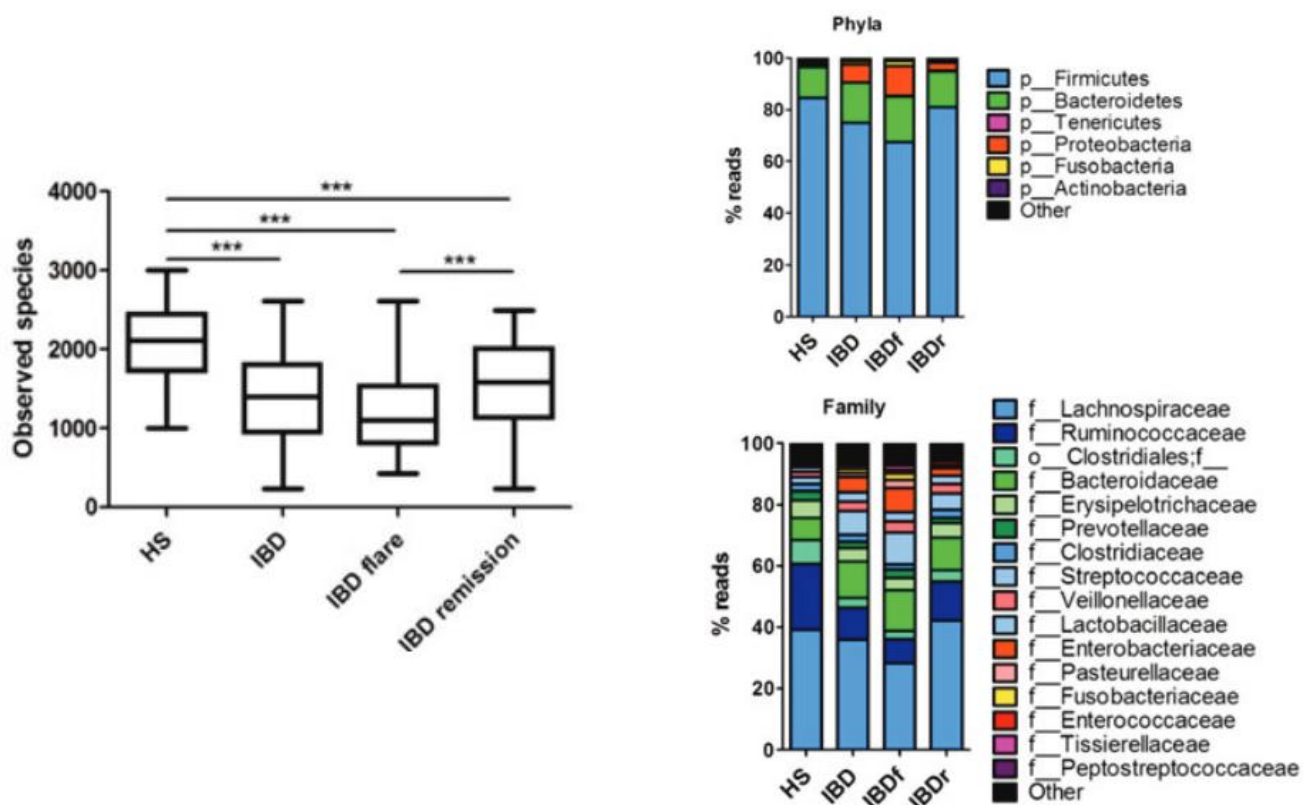 Observed species
4000
3000
2000
1000
0
***
***
***
***
HS
IBD
IBD flare
IBD remission
Phyla
% reads
100
80
60
40
20
0
HS
IBD
IBDf
IBDr
p__Firmicutes
p__Bacteroidetes
p__Tenericutes
p__Proteobacteria
p__Fusobacteria
p__Actinobacteria
Other
Family
% reads
100
80
60
40
20
0
HS
IBD
IBDf
IBDr
f__Lachnospiraceae
f__Ruminococcaceae
o__Clostridiales;f__
f__Bacteroidaceae
f__Erysipelotrichaceae
f__Prevotellaceae
f__Clostridiaceae
f__Streptococcaceae
f__Veillonellaceae
f__Lactobacillaceae
f__Enterobacteriaceae
f__Pasteurellaceae
f__Fusobacteriaceae
f__Enterococcaceae
f__Tissierellaceae
f__Peptostreptococcaceae
Other